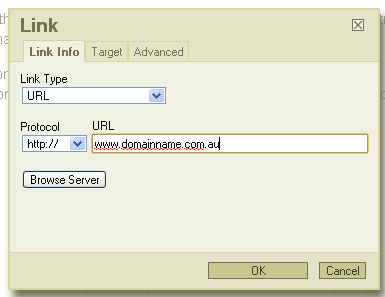 Link
Link Info Target Advanced
Link Type
URL
Protocol URL
http:// www.domainname.com.au
Browse Server
OK Cancel